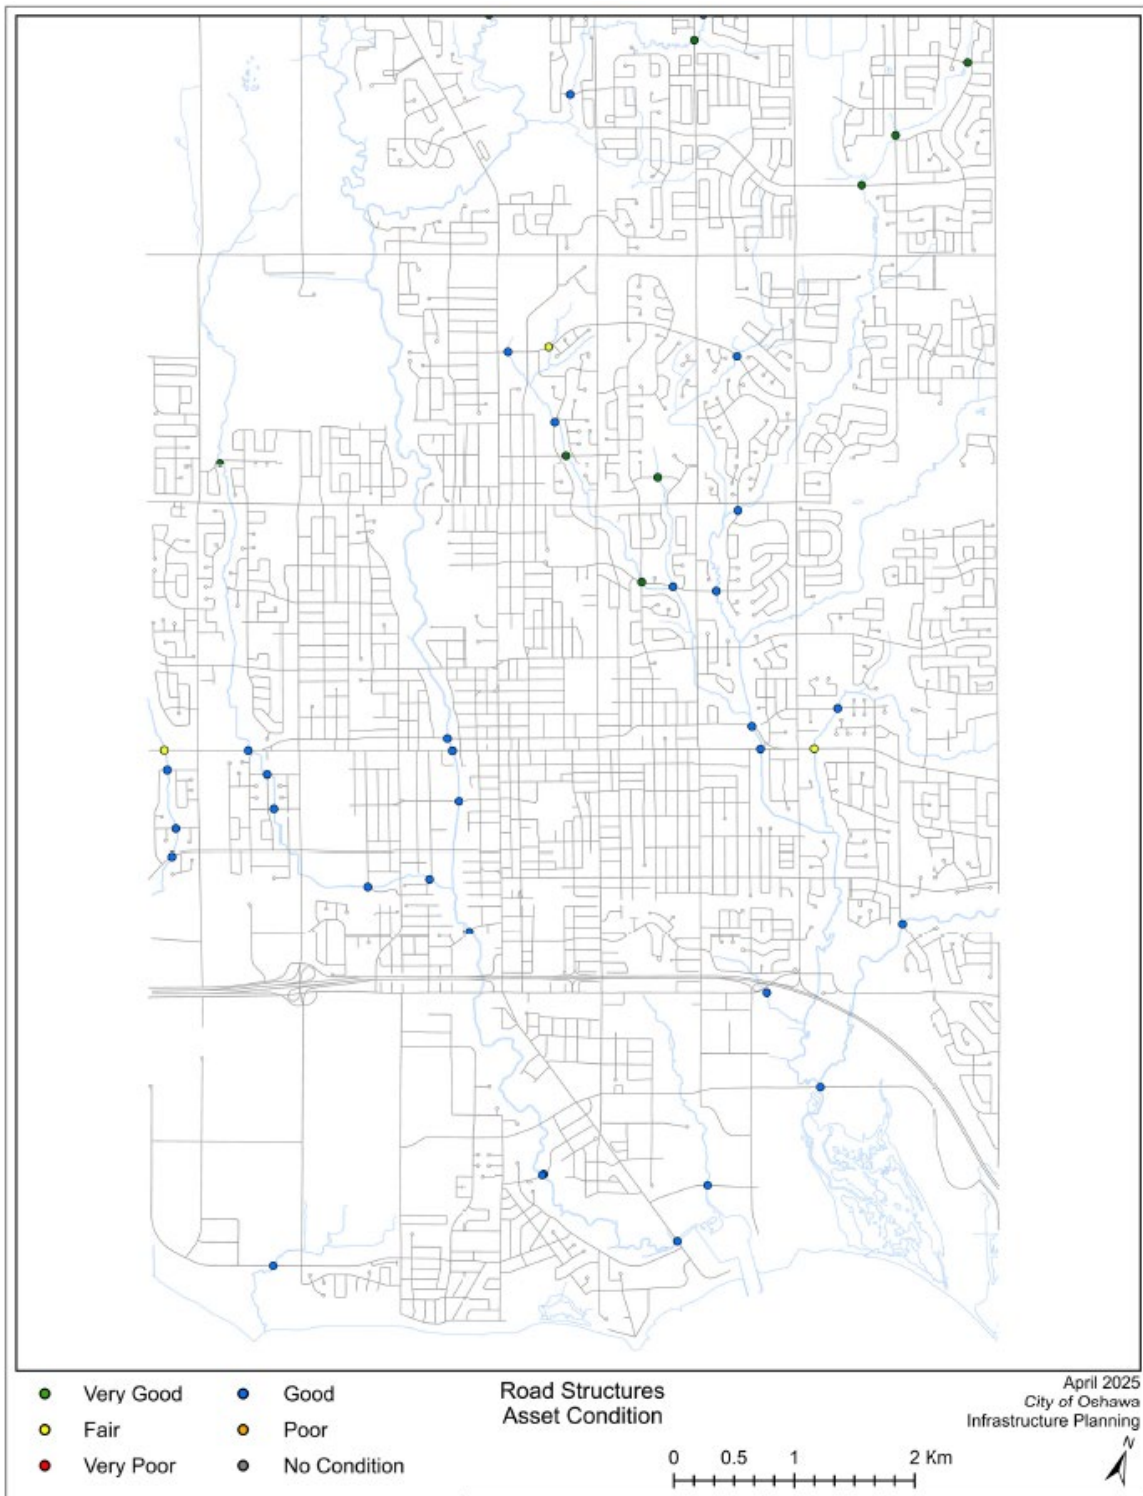 Very Good
Good
Fair
Poor
Very Poor
No Condition
Road Structures
Asset Condition
April 2025
City of Oshawa
Infrastructure Planning
N
0 0.5 1 2 Km